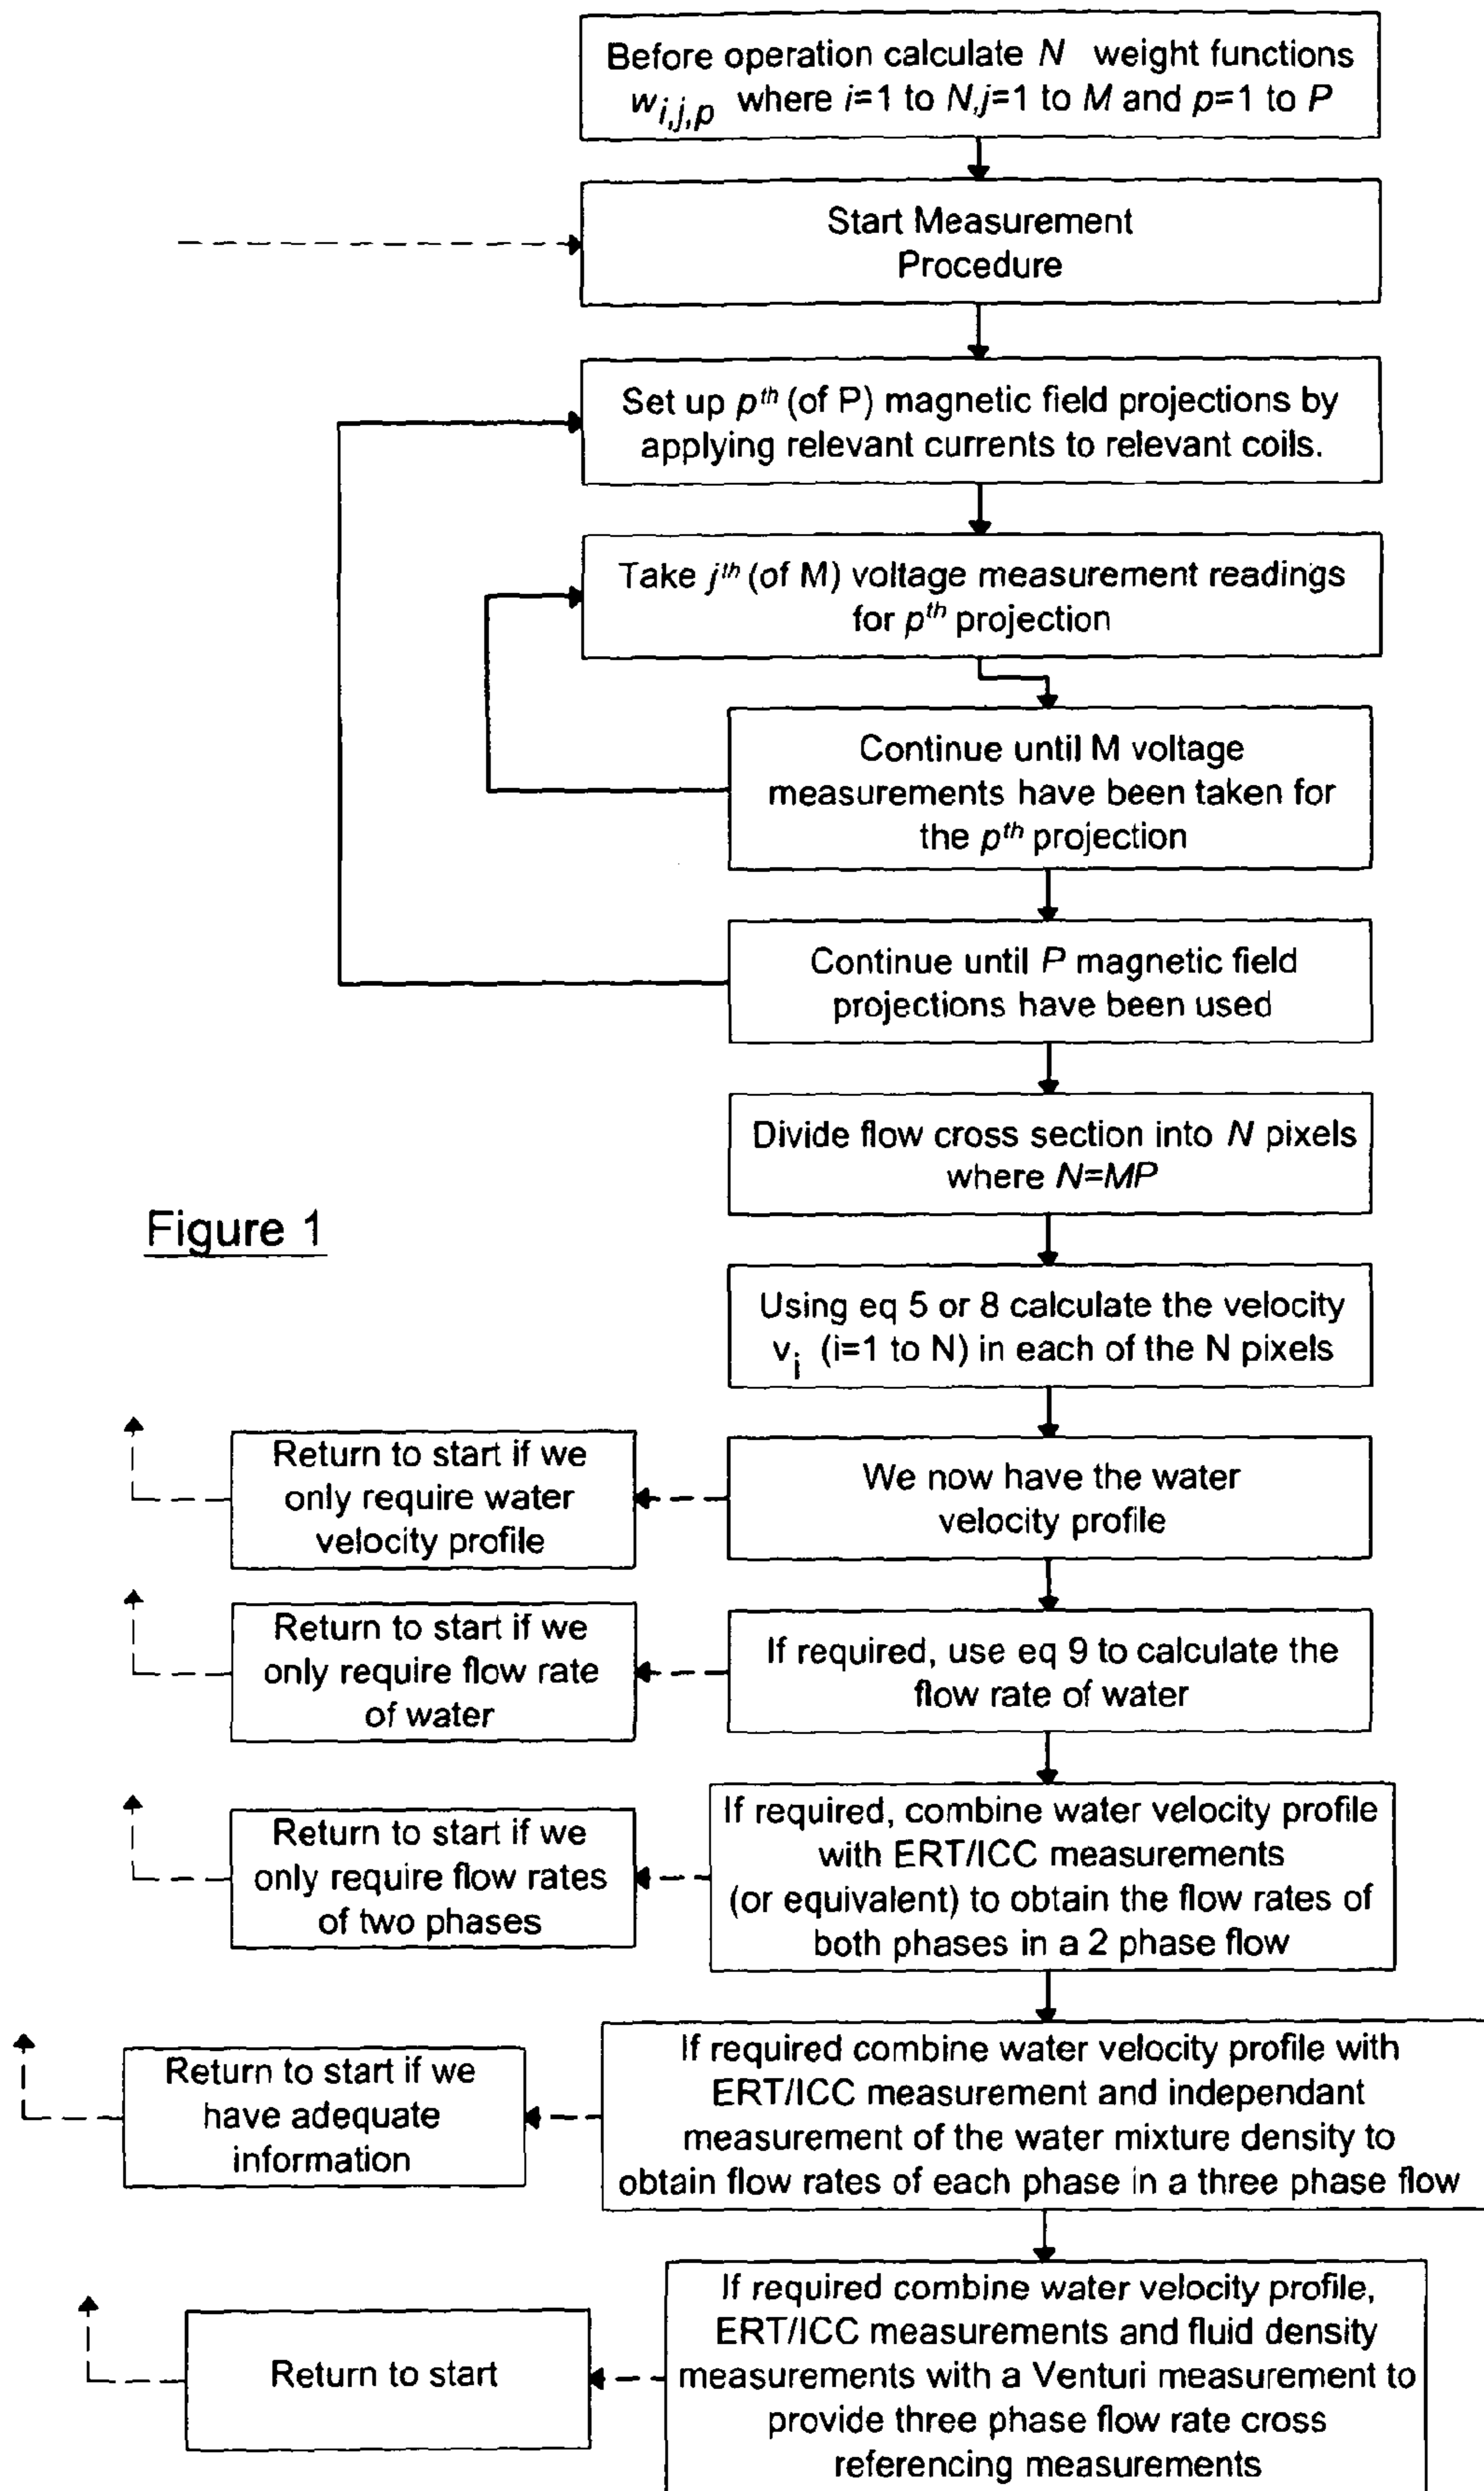 Before operation calculate N weight functions
w i,j,p where i=1 to N,j=1 to M and p=1 to P
Start Measurement
Procedure
Set up pth (of P) magnetic field projections by
applying relevant currents to relevant coils.
Take jth (of M) voltage measurement readings
for pth projection
Continue until M voltage
measurements have been taken for
the pth projection
Continue until P magnetic field
projections have been used
Divide flow cross section into N pixels
where N=MP
Figure 1
Using eq 5 or 8 calculate the velocity
vi (i=1 to N) in each of the N pixels
We now have the water
velocity profile
Return to start if we
only require water
velocity profile
If required, use eq 9 to calculate the
flow rate of water
Return to start if we
only require flow rate
of water
If required, combine water velocity profile
with ERT/ICC measurements
(or equivalent) to obtain the flow rates of
both phases in a 2 phase flow
Return to start if we
only require flow rates
of two phases
If required combine water velocity profile with
ERT/ICC measurement and independant
measurement of the water mixture density to
obtain flow rates of each phase in a three phase flow
Return to start if we
have adequate
information
If required combine water velocity profile,
ERT/ICC measurements and fluid density
measurements with a Venturi measurement to
provide three phase flow rate cross
referencing measurements
Return to start